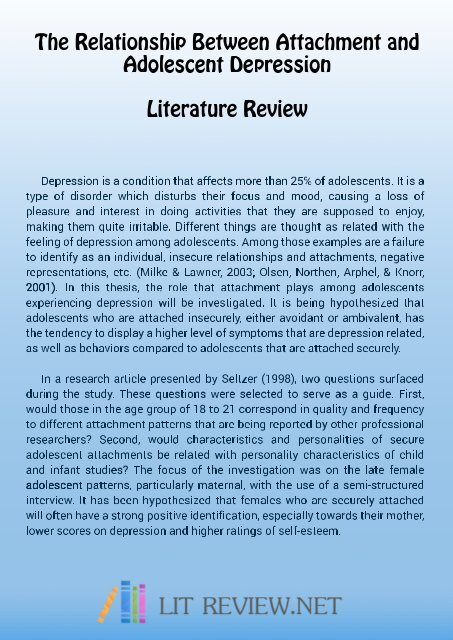 The Relationship Between Attachment and
Adolescent Depression
Literature Review
Depression is a condition that affects more than 25% of adolescents. It is a
type of disorder which disturbs their focus and mood, causing a loss of
pleasure and interest in doing activities that they are supposed to enjoy,
making them quite irritable. Different things are thought as related with the
feeling of depression among adolescents. Among those examples are a failure
to identify as an individual, insecure relationships and attachments, negative
representations, etc. (Milke & Lawner, 2003; Olsen, Northen, Arphel, & Knorr,
2001). In this thesis, the role that attachment plays among adolescents
experiencing depression will be investigated. It is being hypothesized that
adolescents who are attached insecurely, either avoidant or ambivalent, has
the tendency to display a higher level of symptoms that are depression related,
as well as behaviors compared to adolescents that are attached securely.
In a research article presented by Seltzer (1998), two questions surfaced
during the study. These questions were selected to serve as a guide. First,
would those in the age group of 18 to 21 correspond in quality and frequency
to different attachment patterns that are being reported by other professional
researchers? Second, would characteristics and personalities of secure
adolescent attachments be related with personality characteristics of child
and infant studies? The focus of the investigation was on the late female
adolescent patterns, particularly maternal, with the use of a semi-structured
interview. It has been hypothesized that females who are securely attached
will often have a strong positive identification, especially towards their mother,
lower scores on depression and higher ratings of self-esteem.
LIT REVIEW.NET